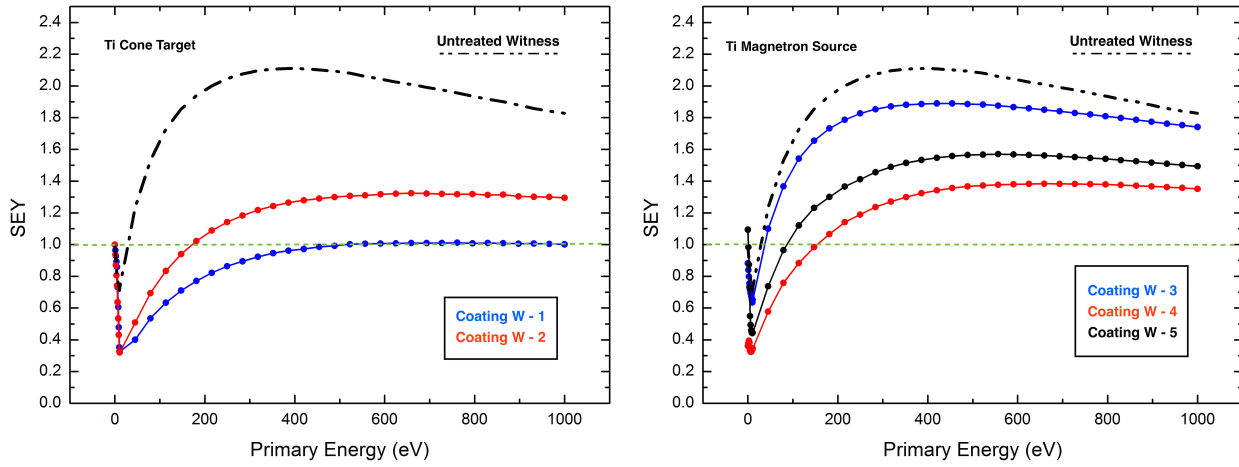 Ti Cone Target
Untreated Witness
SEY
2.4
2.2
2.0
1.8
1.6
1.4
1.2
1.0
0.8
0.6
0.4
0.2
0.0
Coating W - 1
Coating W - 2
0 200 400 600 800 1000
Primary Energy (eV)
Ti Magnetron Source
Untreated Witness
SEY
2.4
2.2
2.0
1.8
1.6
1.4
1.2
1.0
0.8
0.6
0.4
0.2
0.0
Coating W - 3
Coating W - 4
Coating W - 5
0 200 400 600 800 1000
Primary Energy (eV)